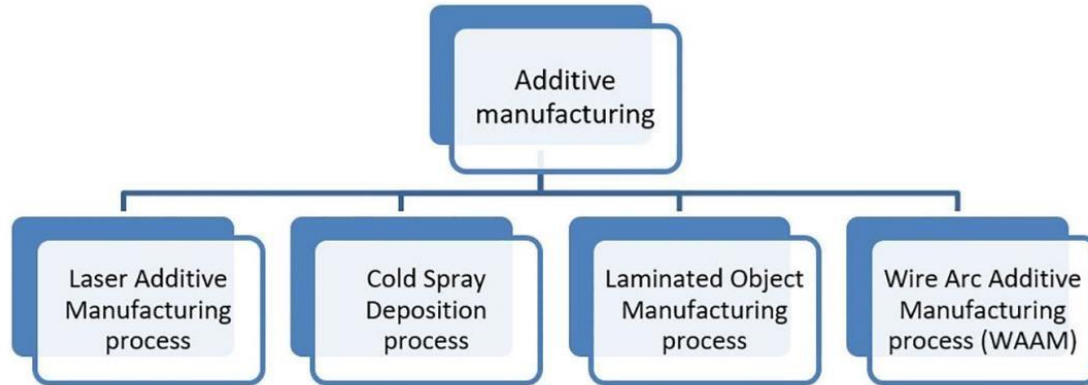 Additive
manufacturing
Laser Additive
Manufacturing
process
Cold Spray
Deposition
process
Laminated Object
Manufacturing
process
Wire Arc Additive
Manufacturing
process (WAAM)